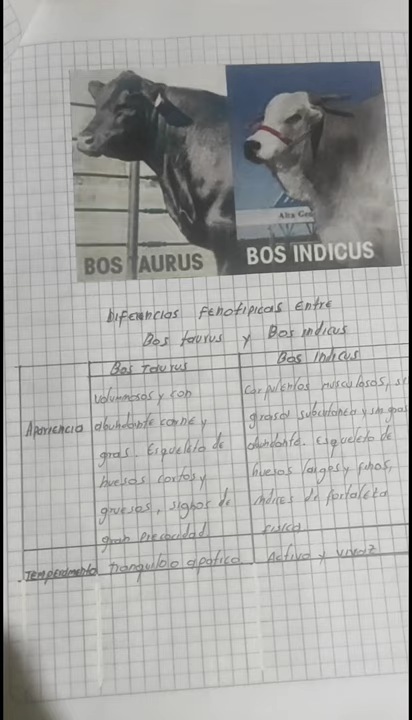 Alta Gen
BOS TAURUS
BOS INDICUS
Diferencias fenotipicas Entre
Bos taurus y Bos indicus
Bos Taurus
Bos Indicus
Apariencia
voluminosos y con
abundante carne y
gras. Esqueleto de
huesos cortos y
gruesos, signos de
gran precocidad
Corpulentos musculosos, si
grasa subcutanea y sin gra
abundante. Esqueleto de
huesos largos y finos,
indices de fortaleza
fisica
Temperamento
tranquilo o apatico
Activo y vivaz